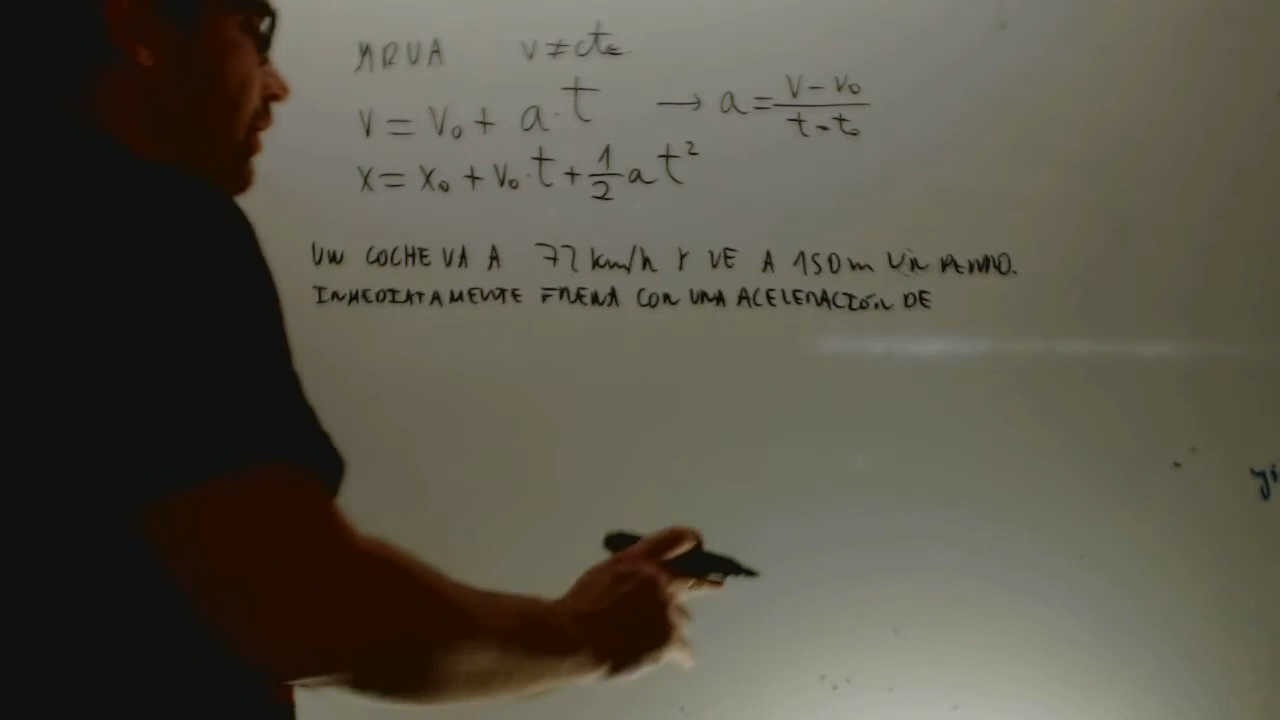 MRUA v≠cte
v = v₀ + a·t → a = (v - v₀)/(t - t₀)
x = x₀ + v₀·t + 1/2 a t²
UN COCHE VA A 72 km/h Y VE A 150 m UN PERRO.
INMEDIATAMENTE FRENA CON UNA ACELERACIÓN DE